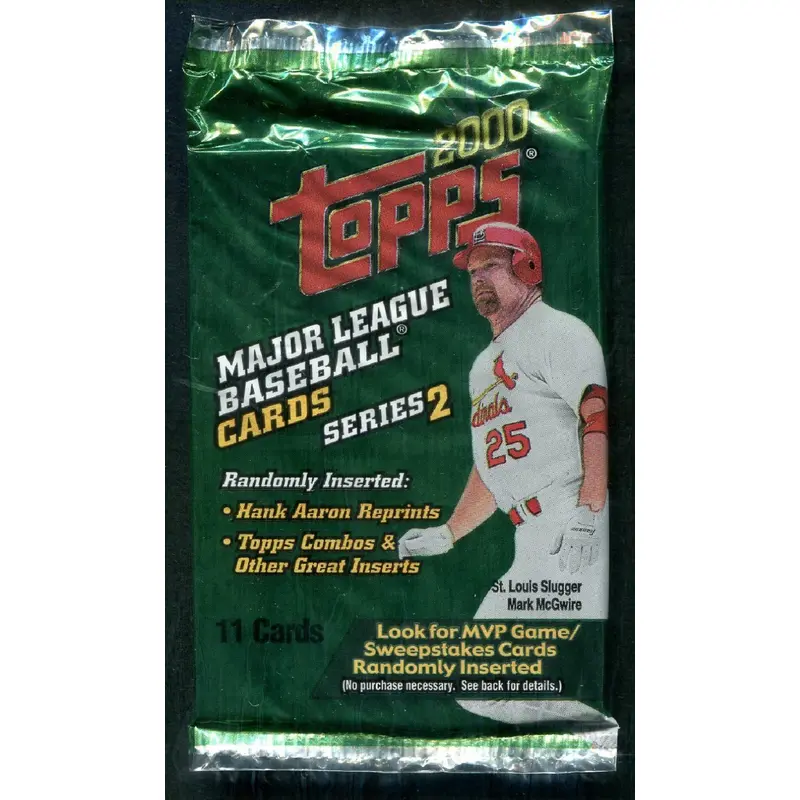 2000
Topps®
MAJOR LEAGUE
BASEBALL®
CARDS
SERIES 2
Randomly Inserted:
• Hank Aaron Reprints
• Topps Combos &
Other Great Inserts
Cardinals
25
St. Louis Slugger
Mark McGwire
11 Cards
Look for MVP Game/
Sweepstakes Cards
Randomly Inserted
(No purchase necessary. See back for details.)